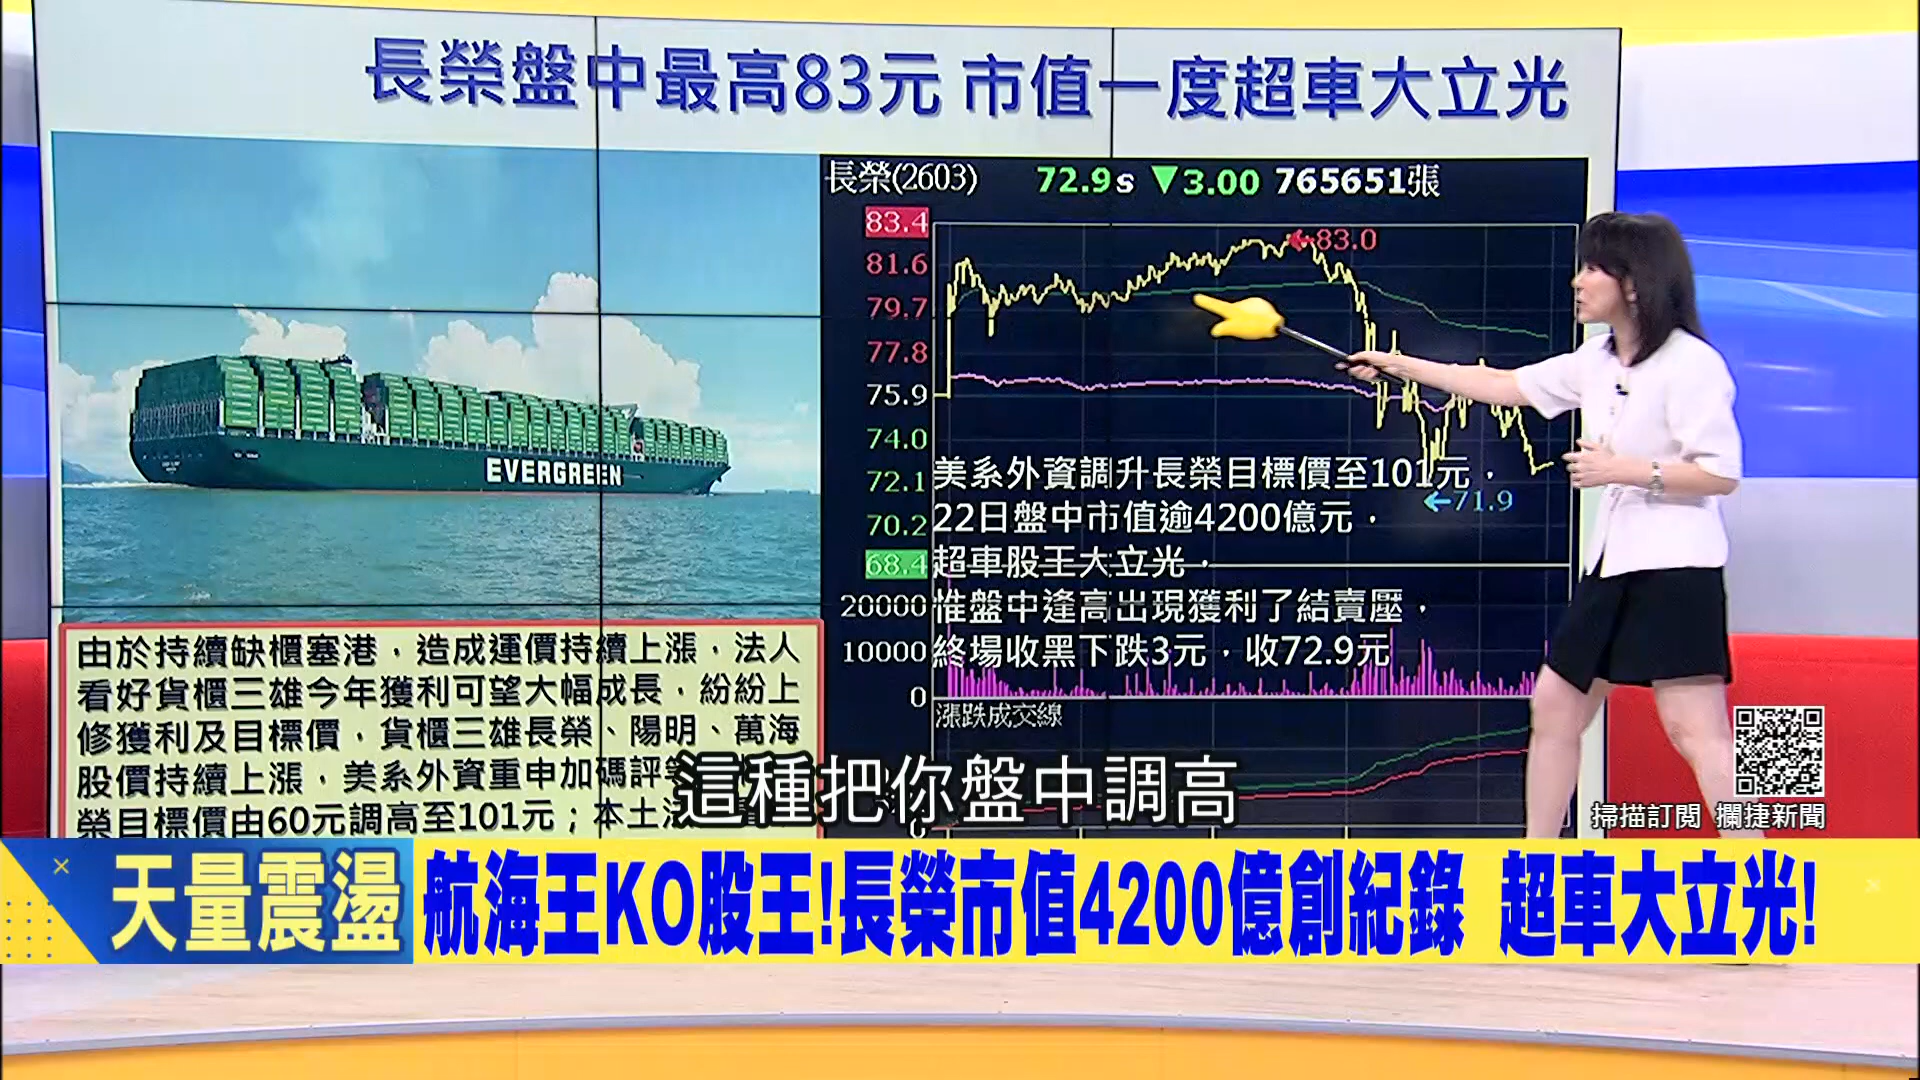 長榮盤中最高83元 市值一度超車大立光
長榮(2603) 72.9s ▼3.00 765651張
83.4
81.6
79.7
77.8
75.9
74.0
72.1
70.2
68.4
20000
10000
0
←83.0
←71.9
EVERGREEN
美系外資調升長榮目標價至101元，
22日盤中市值逾4200億元，
超車股王大立光，
惟盤中逢高出現獲利了結賣壓，
終場收黑下跌3元，收72.9元
漲跌成交線
由於持續缺櫃塞港，造成運價持續上漲，法人
看好貨櫃三雄今年獲利可望大幅成長，紛紛上
修獲利及目標價，貨櫃三雄長榮、陽明、萬海
股價持續上漲，美系外資重申加碼評
榮目標價由60元調高至101元；本土
這種把你盤中調高
掃描訂閱 攔捷新聞
天量震盪
航海王KO股王!長榮市值4200億創紀錄 超車大立光!